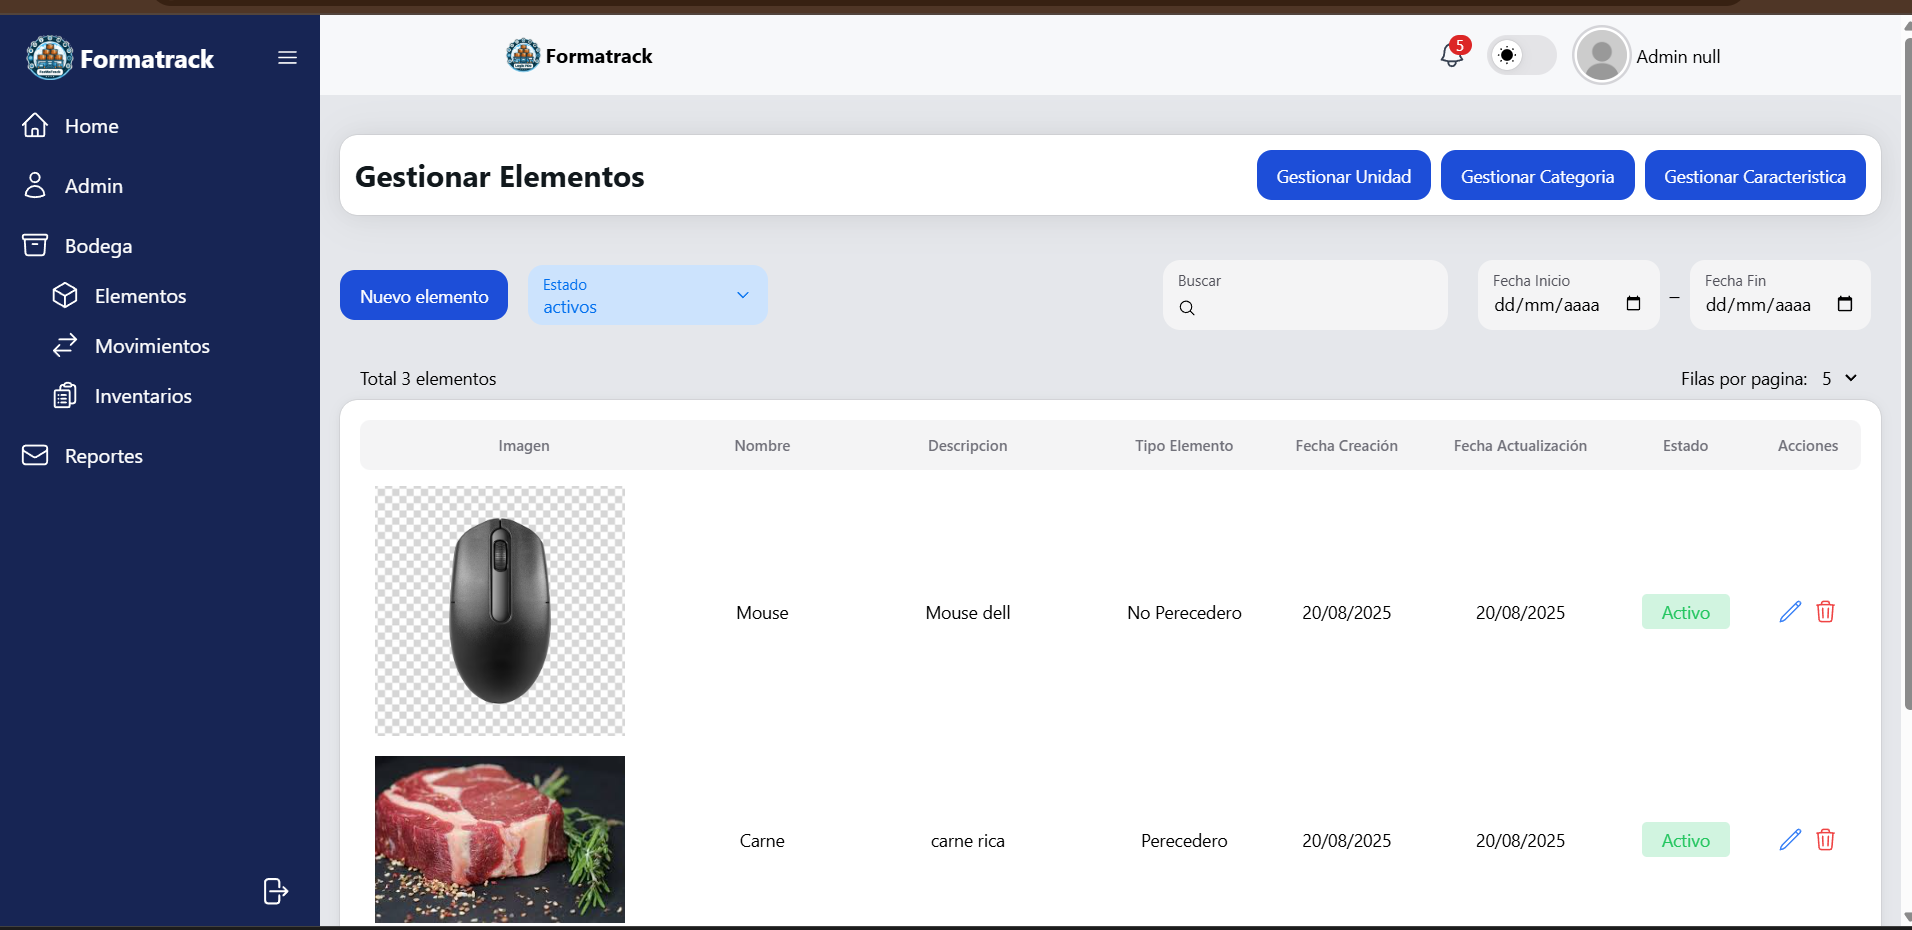 Formatrack
Formatrack
5
Admin null
Home
Admin
Bodega
Elementos
Movimientos
Inventarios
Reportes
Gestionar Elementos
Gestionar Unidad
Gestionar Categoria
Gestionar Caracteristica
Nuevo elemento
Estado
activos
Buscar
Fecha Inicio
dd/mm/aaaa
–
Fecha Fin
dd/mm/aaaa
Total 3 elementos
Filas por pagina: 5
Imagen Nombre Descripcion Tipo Elemento Fecha Creación Fecha Actualización Estado Acciones
Mouse Mouse dell No Perecedero 20/08/2025 20/08/2025 Activo
Carne carne rica Perecedero 20/08/2025 20/08/2025 Activo